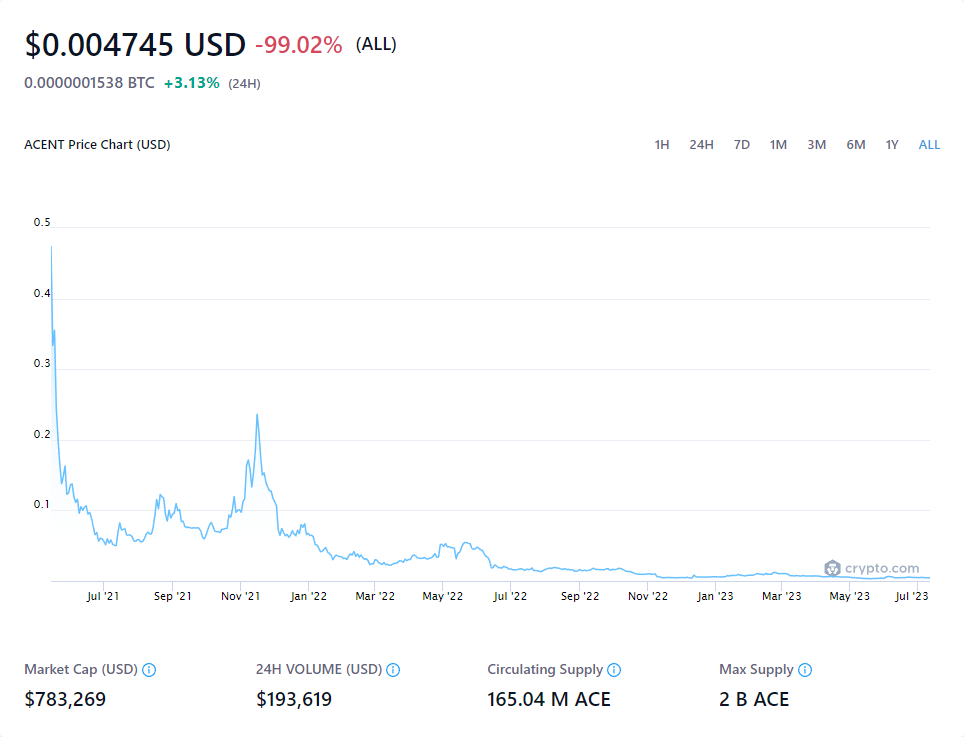 $0.004745 USD -99.02% (ALL)
0.0000001538 BTC +3.13% (24H)
ACENT Price Chart (USD) 1H 24H 7D 1M 3M 6M 1Y ALL
0.5
0.4
0.3
0.2
0.1
crypto.com
Jul '21 Sep '21 Nov '21 Jan '22 Mar '22 May '22 Jul '22 Sep '22 Nov '22 Jan '23 Mar '23 May '23 Jul '23
Market Cap (USD) 24H VOLUME (USD) Circulating Supply Max Supply
$783,269 $193,619 165.04 M ACE 2 B ACE